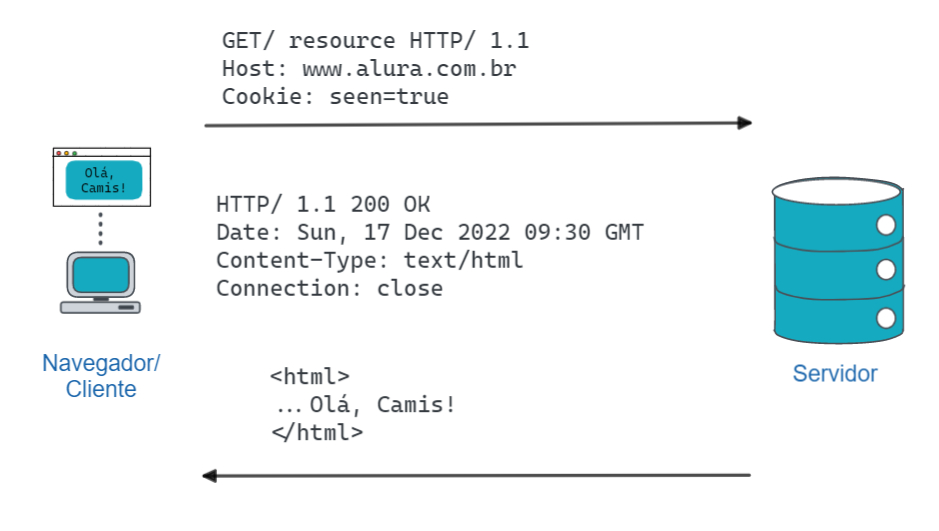 GET/ resource HTTP/ 1.1
Host: www.alura.com.br
Cookie: seen=true
Olá,
Camis!
HTTP/ 1.1 200 OK
Date: Sun, 17 Dec 2022 09:30 GMT
Content-Type: text/html
Connection: close
Navegador/
Cliente
Servidor
<html>
...Olá, Camis!
</html>